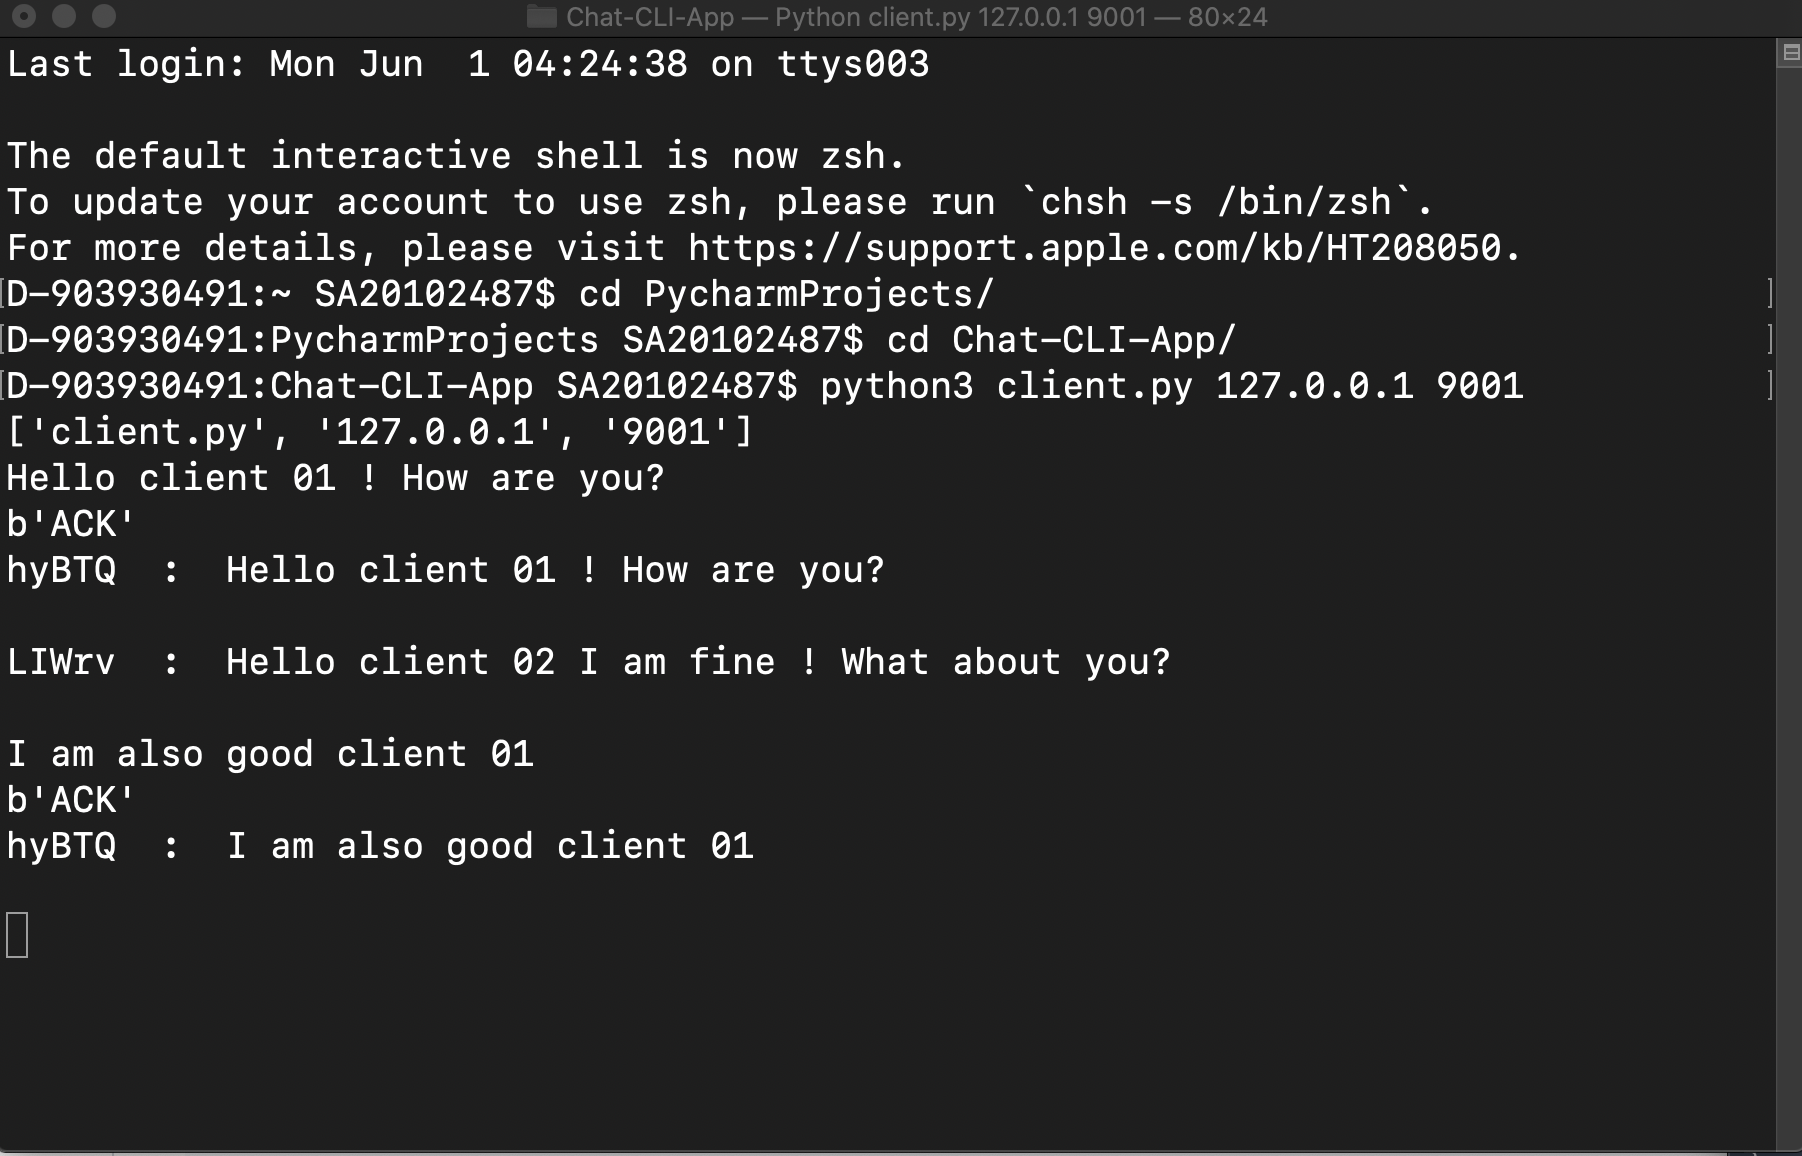 Chat-CLI-App — Python client.py 127.0.0.1 9001 — 80×24
Last login: Mon Jun  1 04:24:38 on ttys003
The default interactive shell is now zsh.
To update your account to use zsh, please run `chsh -s /bin/zsh`.
For more details, please visit https://support.apple.com/kb/HT208050.
[D-903930491:~ SA20102487$ cd PycharmProjects/ ]
[D-903930491:PycharmProjects SA20102487$ cd Chat-CLI-App/ ]
[D-903930491:Chat-CLI-App SA20102487$ python3 client.py 127.0.0.1 9001 ]
['client.py', '127.0.0.1', '9001']
Hello client 01 ! How are you?
b'ACK'
hyBTQ  :  Hello client 01 ! How are you?
LIWrv  :  Hello client 02 I am fine ! What about you?
I am also good client 01
b'ACK'
hyBTQ  :  I am also good client 01